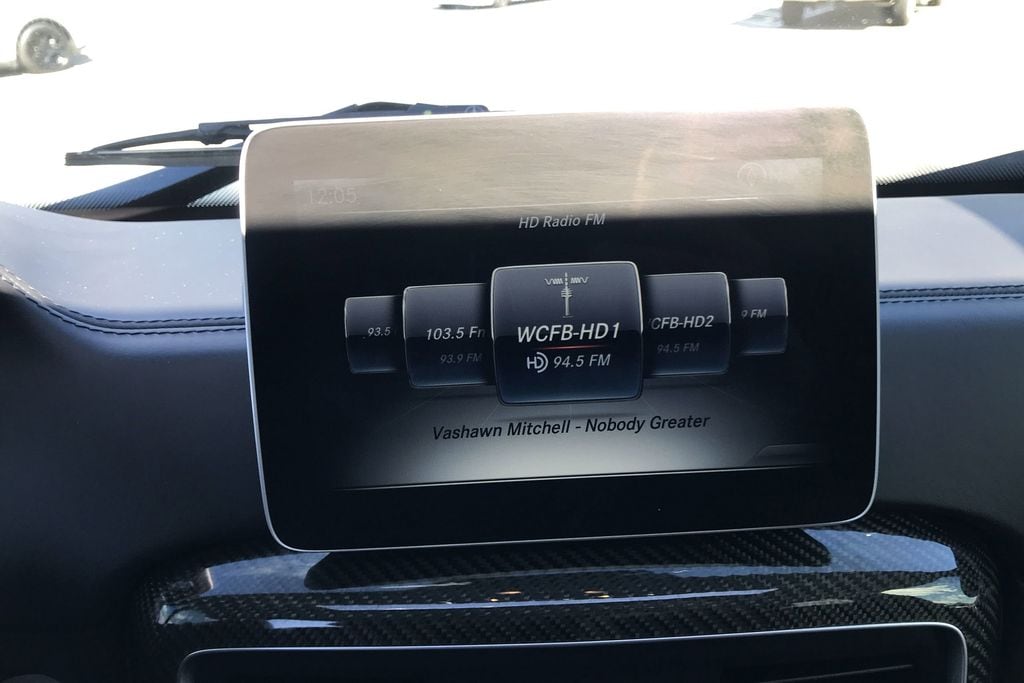 12:05
HD Radio FM
93.5
103.5 Fm
93.9 FM
WCFB-HD1
HD 94.5 FM
CFB-HD2
94.5 FM
9 FM
Vashawn Mitchell - Nobody Greater